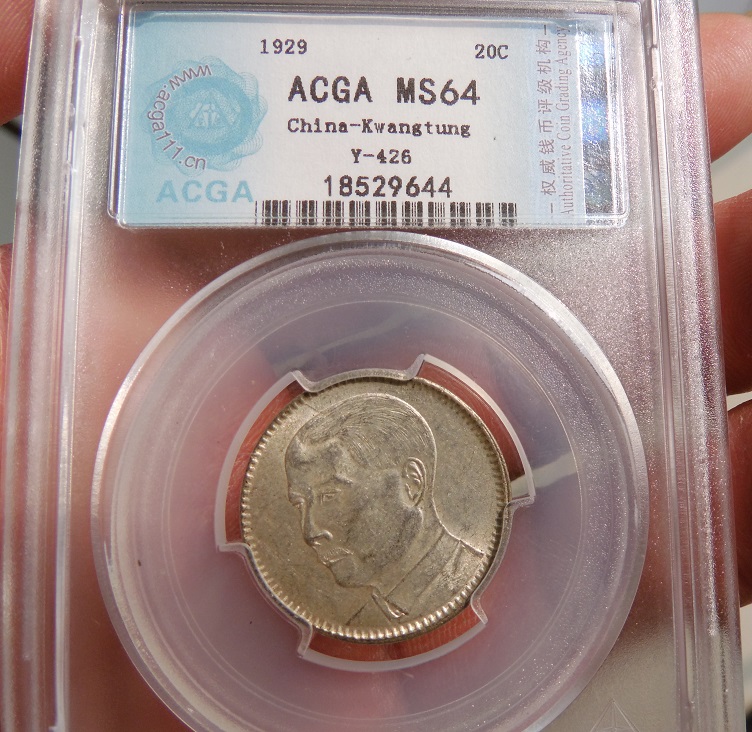 1929 20C
ACGA MS64
China-Kwangtung
Y-426
18529644
www.acga111.cn
ACGA
权威钱币评级机构
Authoritative Coin Grading Agency